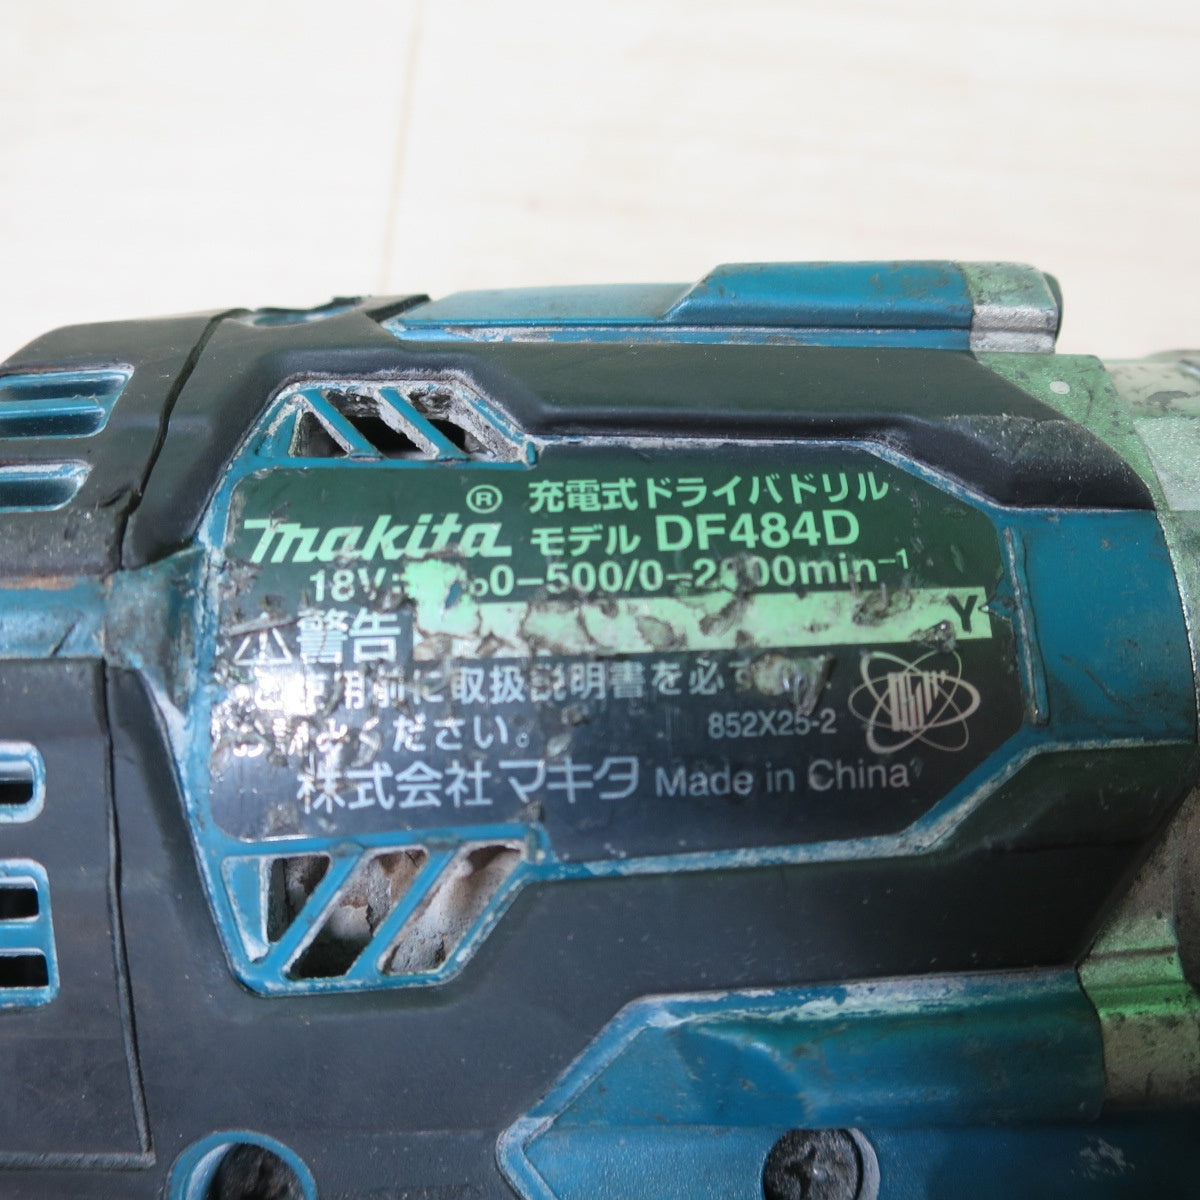 makita® 充電式ドライバドリル
モデル DF484D
18V 0-500/0-2000min⁻¹
警告 Y
使用前に取扱説明書を必ず
ください。 852X25-2
株式会社マキタ Made in China